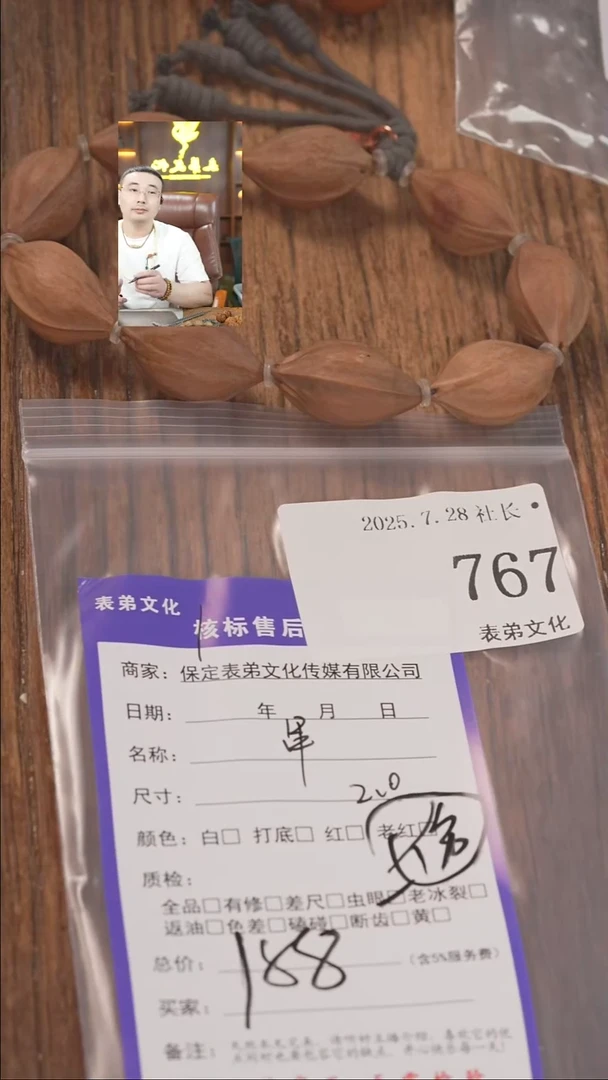 2025.7.28 社长
767
表弟文化
表弟文化
核标售后
商家：保定表弟文化传媒有限公司
日期： 年 月 日
名称： 串
尺寸： 2.0
颜色：白□ 打底□ 红□ 老红□
质检：
全品□有修□差尺□虫眼□老冰裂□
返油□色差□磕碰□断齿□黄□
总价： 188 （含5%服务费）
买家：
备注：